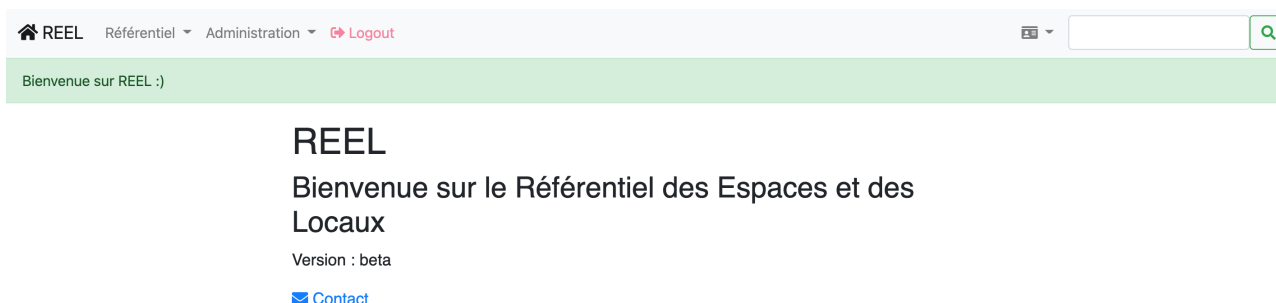 REEL Référentiel Administration Logout
Bienvenue sur REEL :)
REEL
Bienvenue sur le Référentiel des Espaces et des
Locaux
Version : beta
Contact